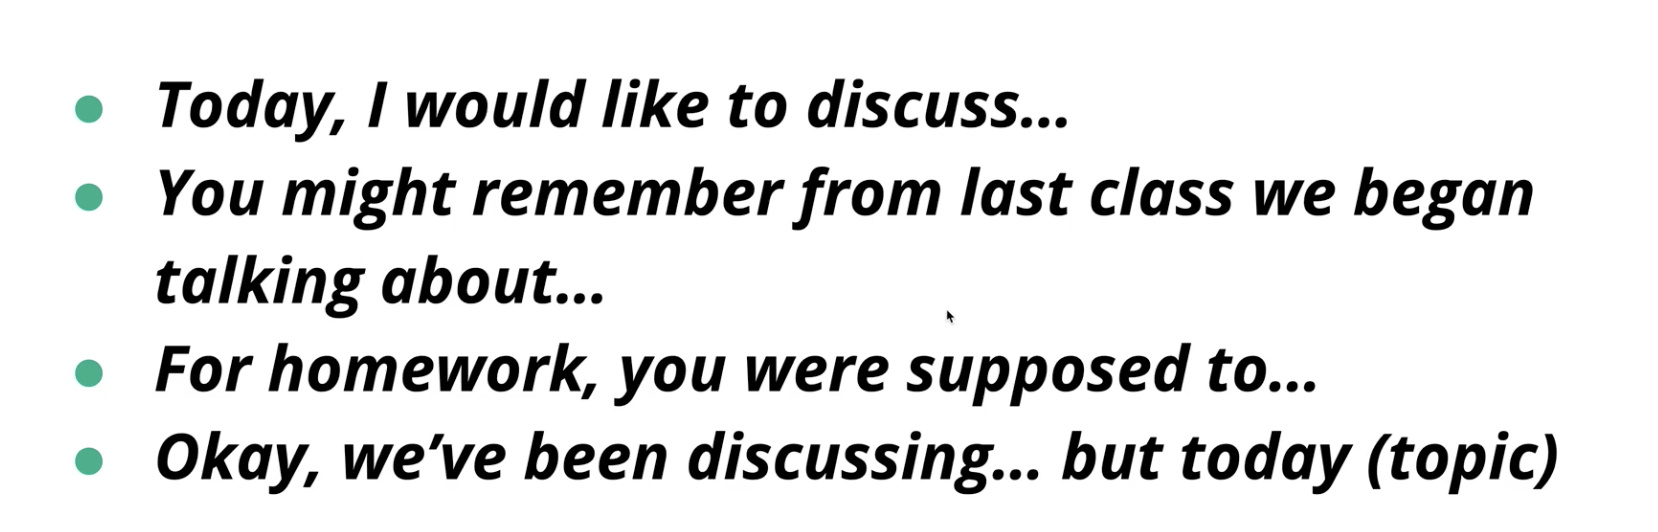 Today, I would like to discuss...
You might remember from last class we began
talking about...
For homework, you were supposed to...
Okay, we’ve been discussing... but today (topic)